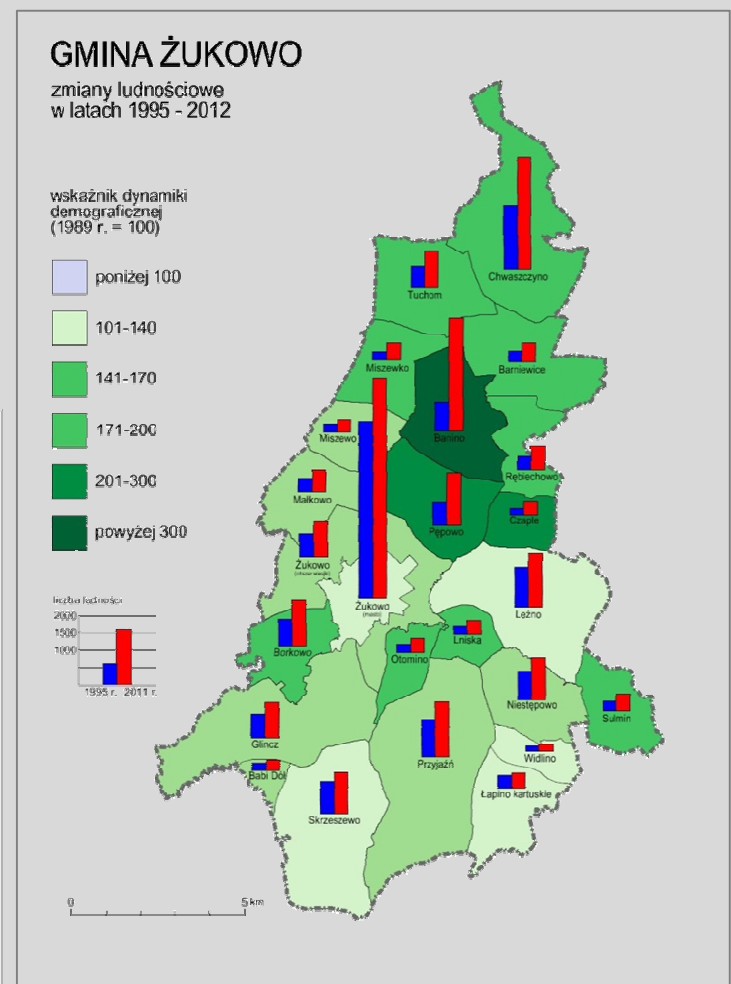 GMINA ŻUKOWO
zmiany ludnościowe
w latach 1995 - 2012
wskaźnik dynamiki
demograficznej
(1989 r. = 100)
poniżej 100
101-140
141-170
171-200
201-300
powyżej 300
liczba ludności
2000
1500
1000
1995 r. 2011 r.
Chwaszczyno
Tuchom
Miszewko
Barniewice
Miszewo
Banino
Rębiechowo
Małkowo
Pępowo
Czaple
Żukowo
Żukowo
(miasto)
Leźno
Borkowo
Otomino
Lniska
Niestępowo
Sulmin
Glincz
Przyjaźń
Widlino
Babi Dół
Łapino kartuskie
Skrzeszewo
0 5 km